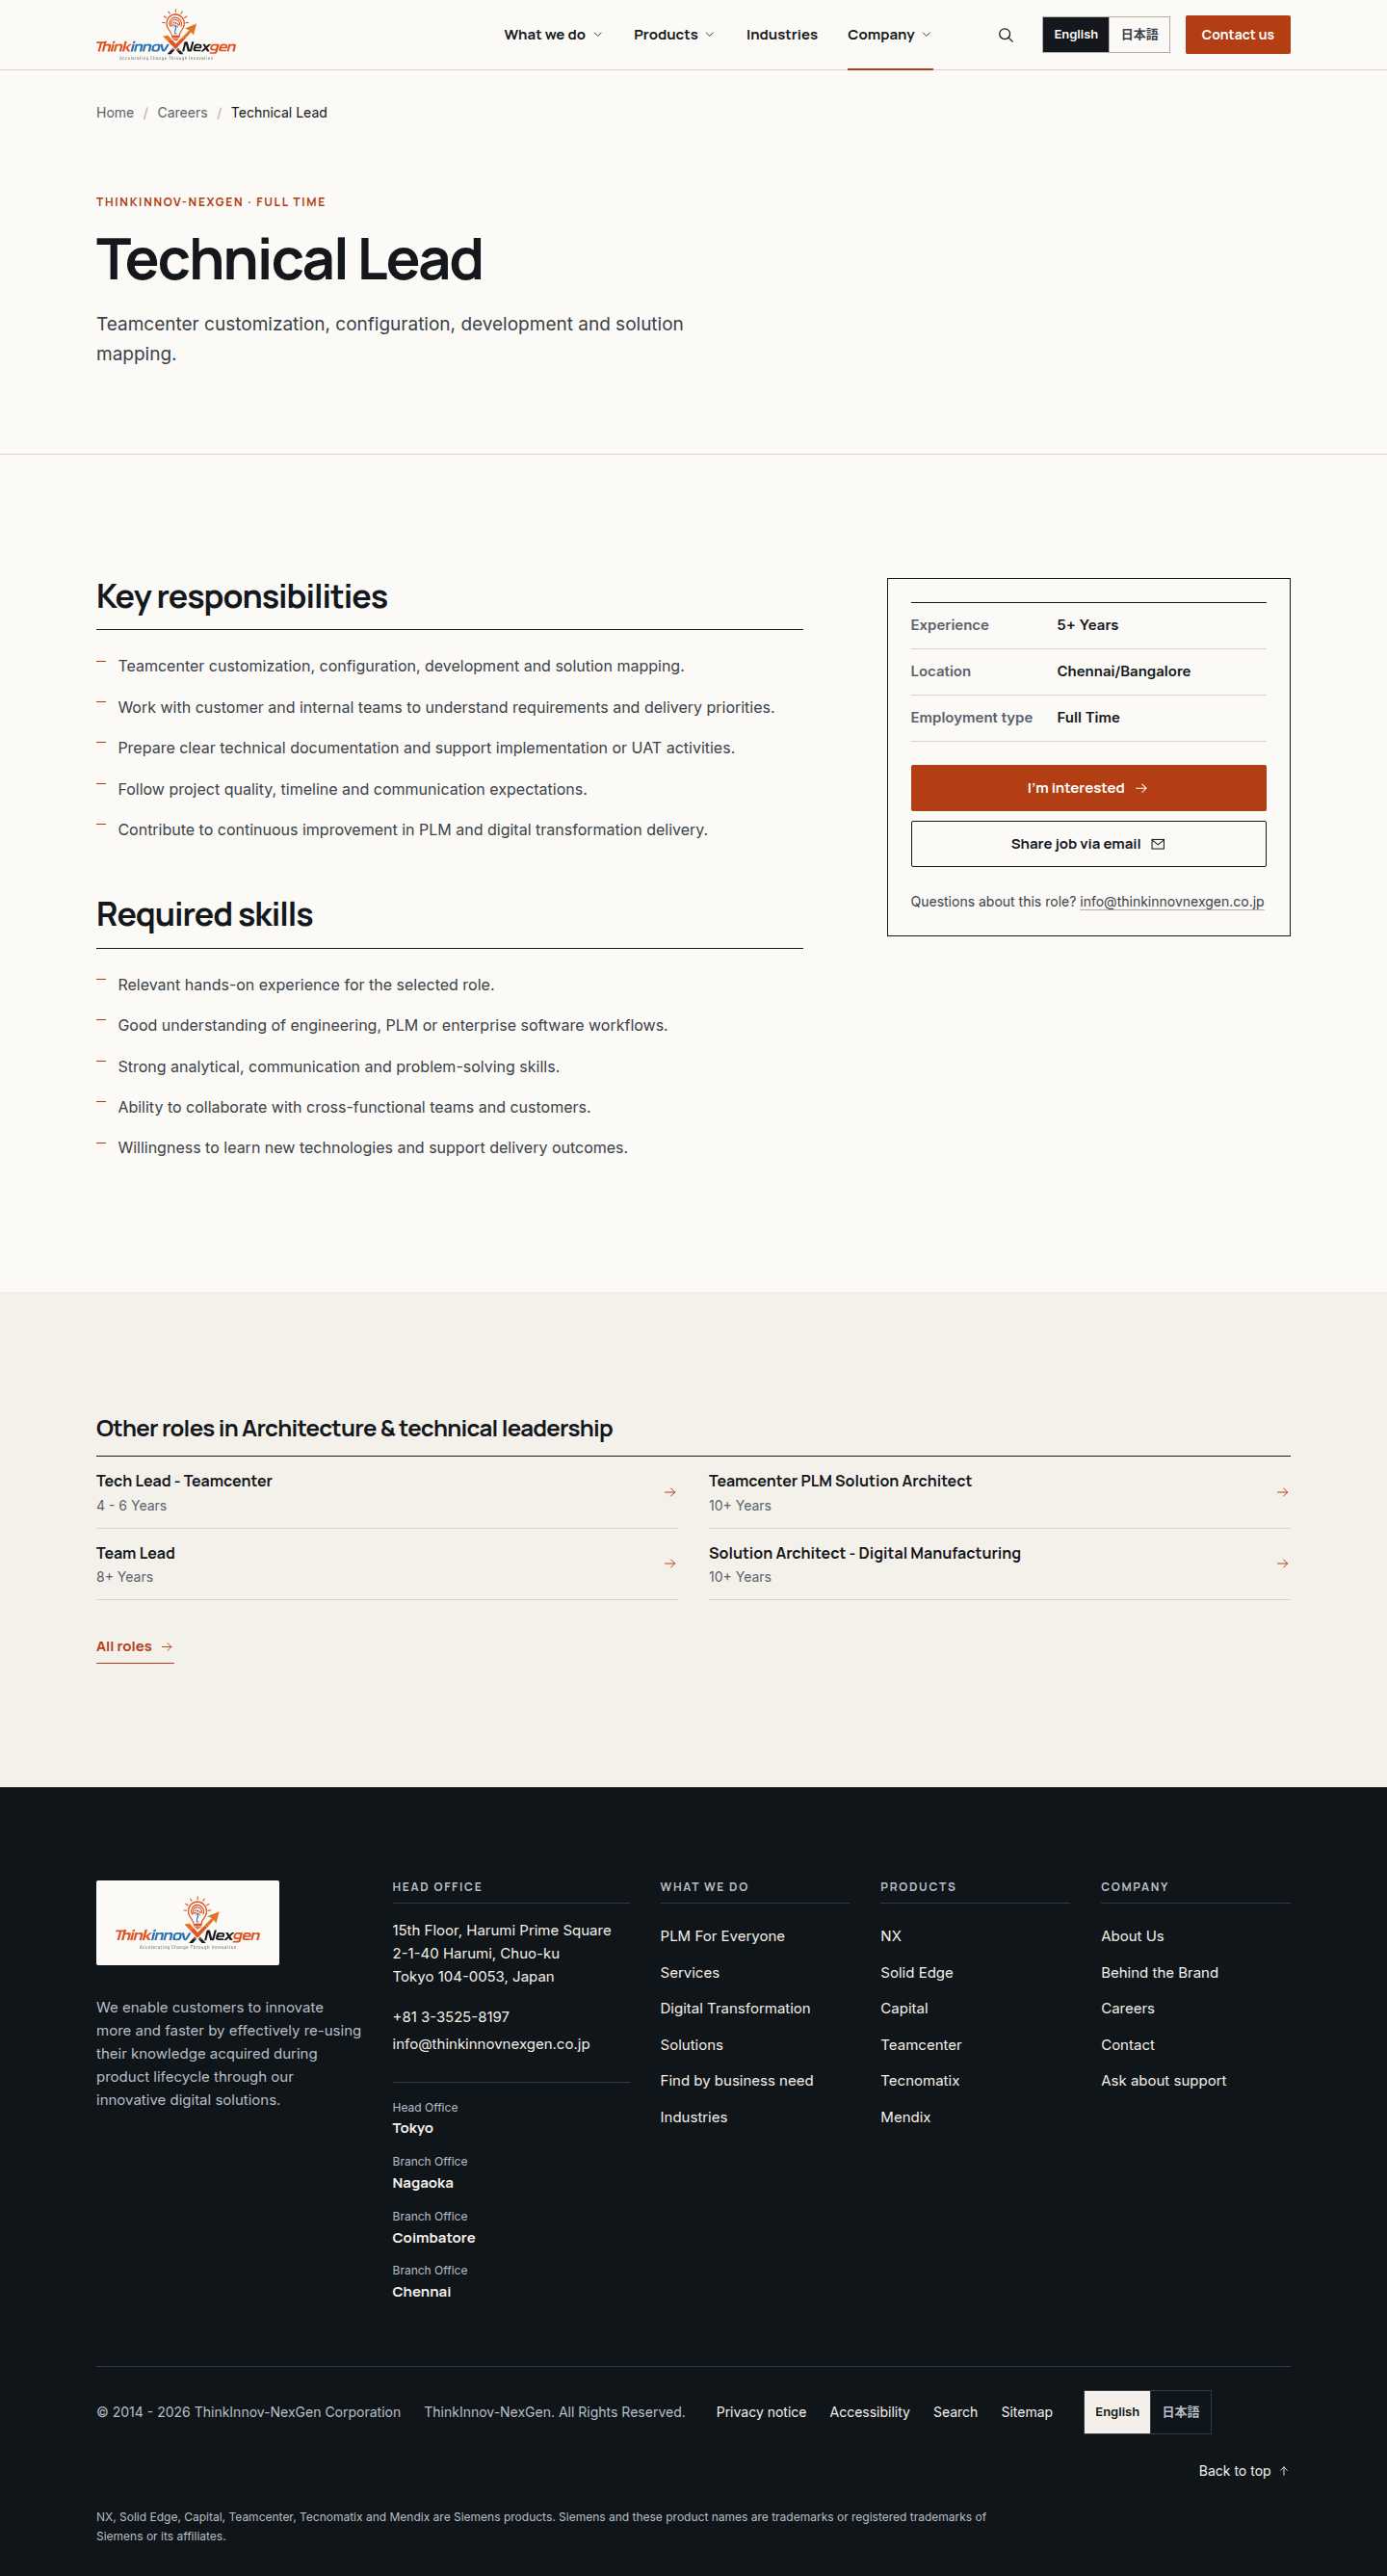 ThinkinnovXNexgen
Accelerating Change Through Innovation
What we do
Products
Industries
Company
English
日本語
Contact us
Home / Careers / Technical Lead
THINKINNOV-NEXGEN · FULL TIME
Technical Lead
Teamcenter customization, configuration, development and solution
mapping.
Key responsibilities
Teamcenter customization, configuration, development and solution mapping.
Work with customer and internal teams to understand requirements and delivery priorities.
Prepare clear technical documentation and support implementation or UAT activities.
Follow project quality, timeline and communication expectations.
Contribute to continuous improvement in PLM and digital transformation delivery.
Required skills
Relevant hands-on experience for the selected role.
Good understanding of engineering, PLM or enterprise software workflows.
Strong analytical, communication and problem-solving skills.
Ability to collaborate with cross-functional teams and customers.
Willingness to learn new technologies and support delivery outcomes.
Experience 5+ Years
Location Chennai/Bangalore
Employment type Full Time
I'm interested →
Share job via email
Questions about this role? info@thinkinnovnexgen.co.jp
Other roles in Architecture & technical leadership
Tech Lead - Teamcenter
4 - 6 Years
→
Teamcenter PLM Solution Architect
10+ Years
→
Team Lead
8+ Years
→
Solution Architect - Digital Manufacturing
10+ Years
→
All roles →
ThinkinnovXNexgen
Accelerating Change Through Innovation
We enable customers to innovate
more and faster by effectively re-using
their knowledge acquired during
product lifecycle through our
innovative digital solutions.
HEAD OFFICE
15th Floor, Harumi Prime Square
2-1-40 Harumi, Chuo-ku
Tokyo 104-0053, Japan
+81 3-3525-8197
info@thinkinnovnexgen.co.jp
Head Office
Tokyo
Branch Office
Nagaoka
Branch Office
Coimbatore
Branch Office
Chennai
WHAT WE DO
PLM For Everyone
Services
Digital Transformation
Solutions
Find by business need
Industries
PRODUCTS
NX
Solid Edge
Capital
Teamcenter
Tecnomatix
Mendix
COMPANY
About Us
Behind the Brand
Careers
Contact
Ask about support
© 2014 - 2026 ThinkInnov-NexGen Corporation
ThinkInnov-NexGen. All Rights Reserved.
Privacy notice
Accessibility
Search
Sitemap
English
日本語
Back to top ↑
NX, Solid Edge, Capital, Teamcenter, Tecnomatix and Mendix are Siemens products. Siemens and these product names are trademarks or registered trademarks of
Siemens or its affiliates.